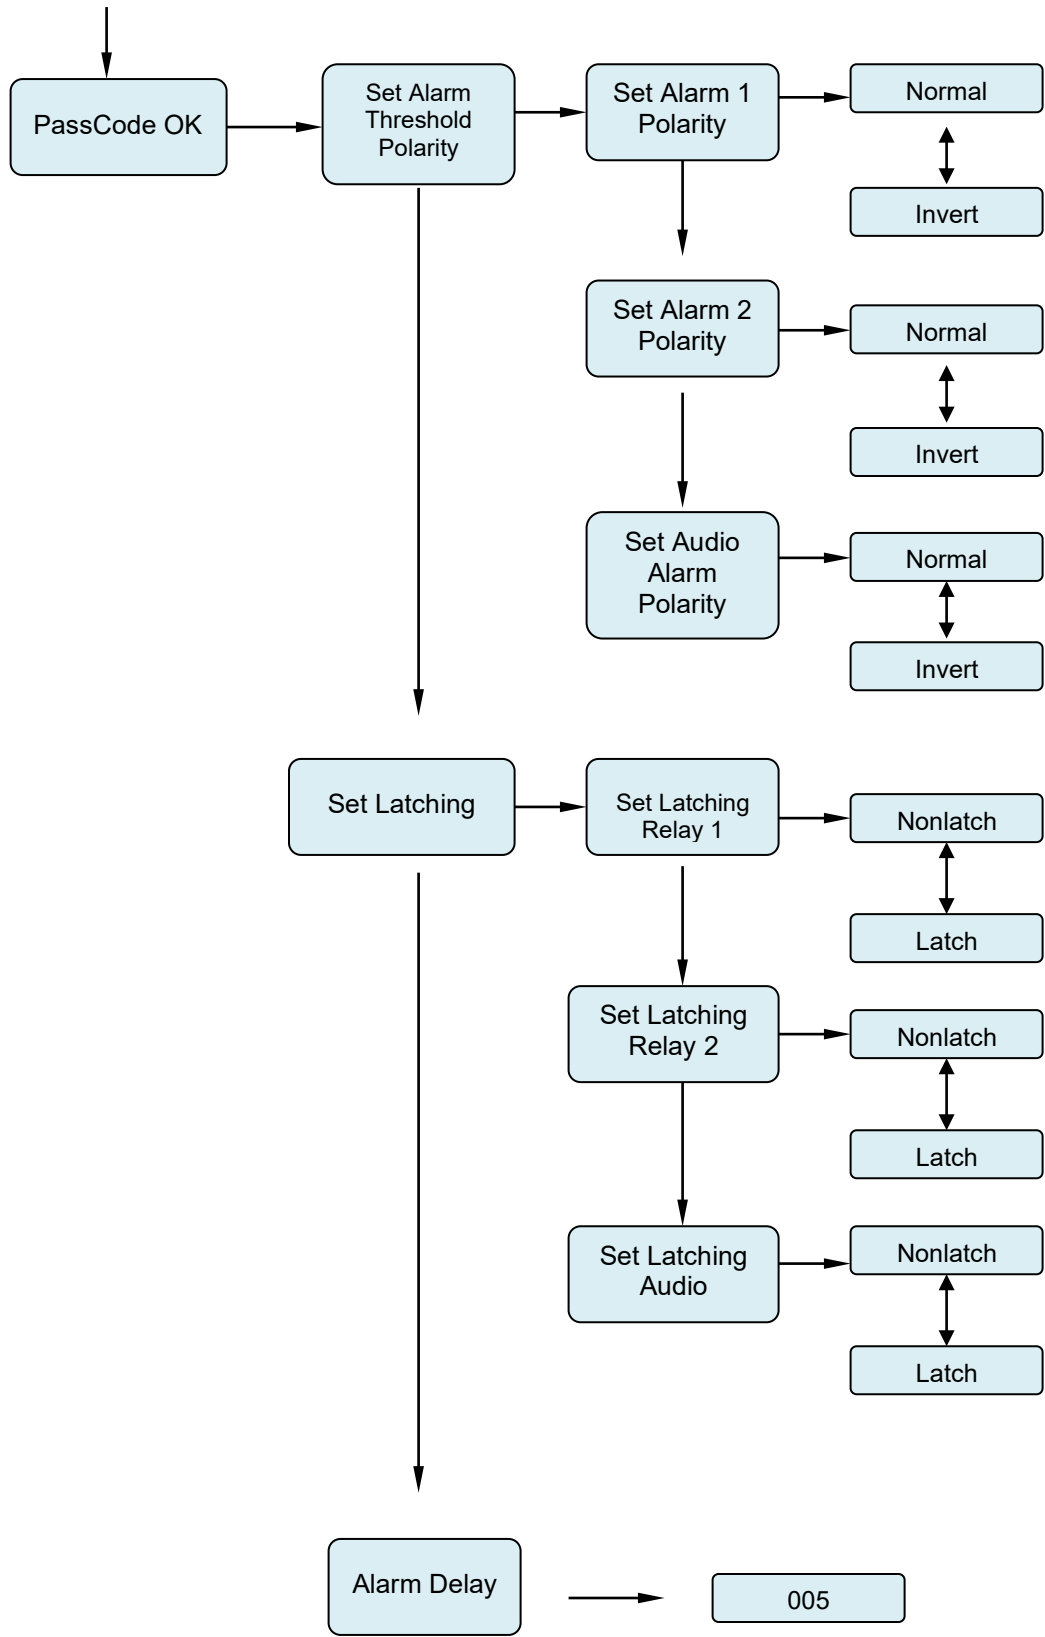 PassCode OK
Set Alarm
Threshold
Polarity
Set Alarm 1
Polarity
Normal
Invert
Set Alarm 2
Polarity
Normal
Invert
Set Audio
Alarm
Polarity
Normal
Invert
Set Latching
Set Latching
Relay 1
Nonlatch
Latch
Set Latching
Relay 2
Nonlatch
Latch
Set Latching
Audio
Nonlatch
Latch
Alarm Delay
005